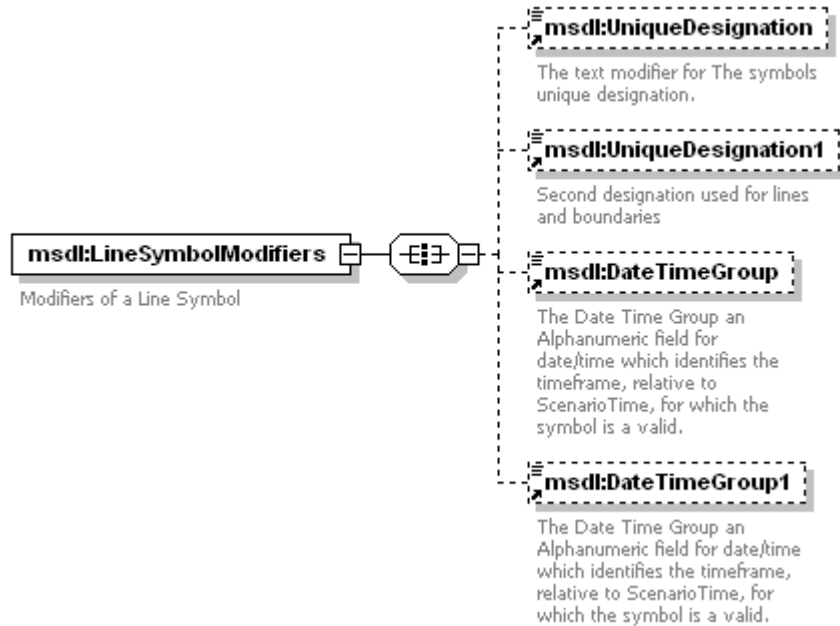 msdl:LineSymbolModifiers
Modifiers of a Line Symbol
msdl:UniqueDesignation
The text modifier for The symbols
unique designation.
msdl:UniqueDesignation1
Second designation used for lines
and boundaries
msdl:DateTimeGroup
The Date Time Group an
Alphanumeric field for
date/time which identifies the
timeframe, relative to
ScenarioTime, for which the
symbol is a valid.
msdl:DateTimeGroup1
The Date Time Group an
Alphanumeric field for date/time
which identifies the timeframe,
relative to ScenarioTime, for
which the symbol is a valid.